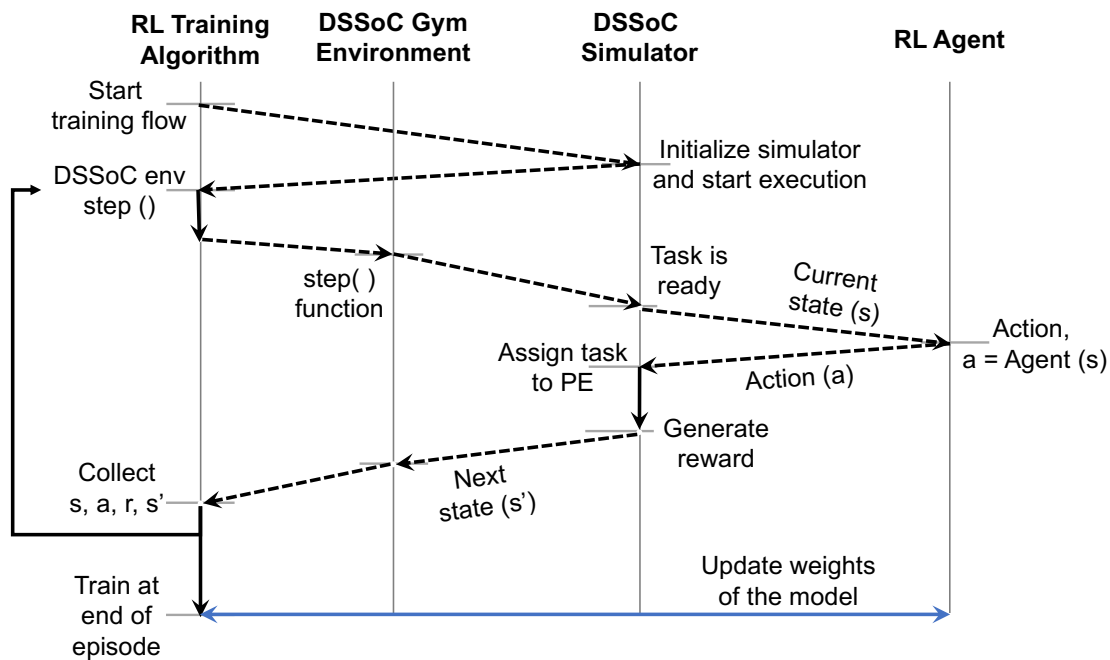 RL Training
Algorithm
DSSoC Gym
Environment
DSSoC
Simulator
RL Agent
Start
training flow
Initialize simulator
and start execution
DSSoC env
step ()
step( )
function
Task is
ready
Current
state (s)
Action,
a = Agent (s)
Assign task
to PE
Action (a)
Generate
reward
Collect
s, a, r, s’
Next
state (s’)
Update weights
of the model
Train at
end of
episode